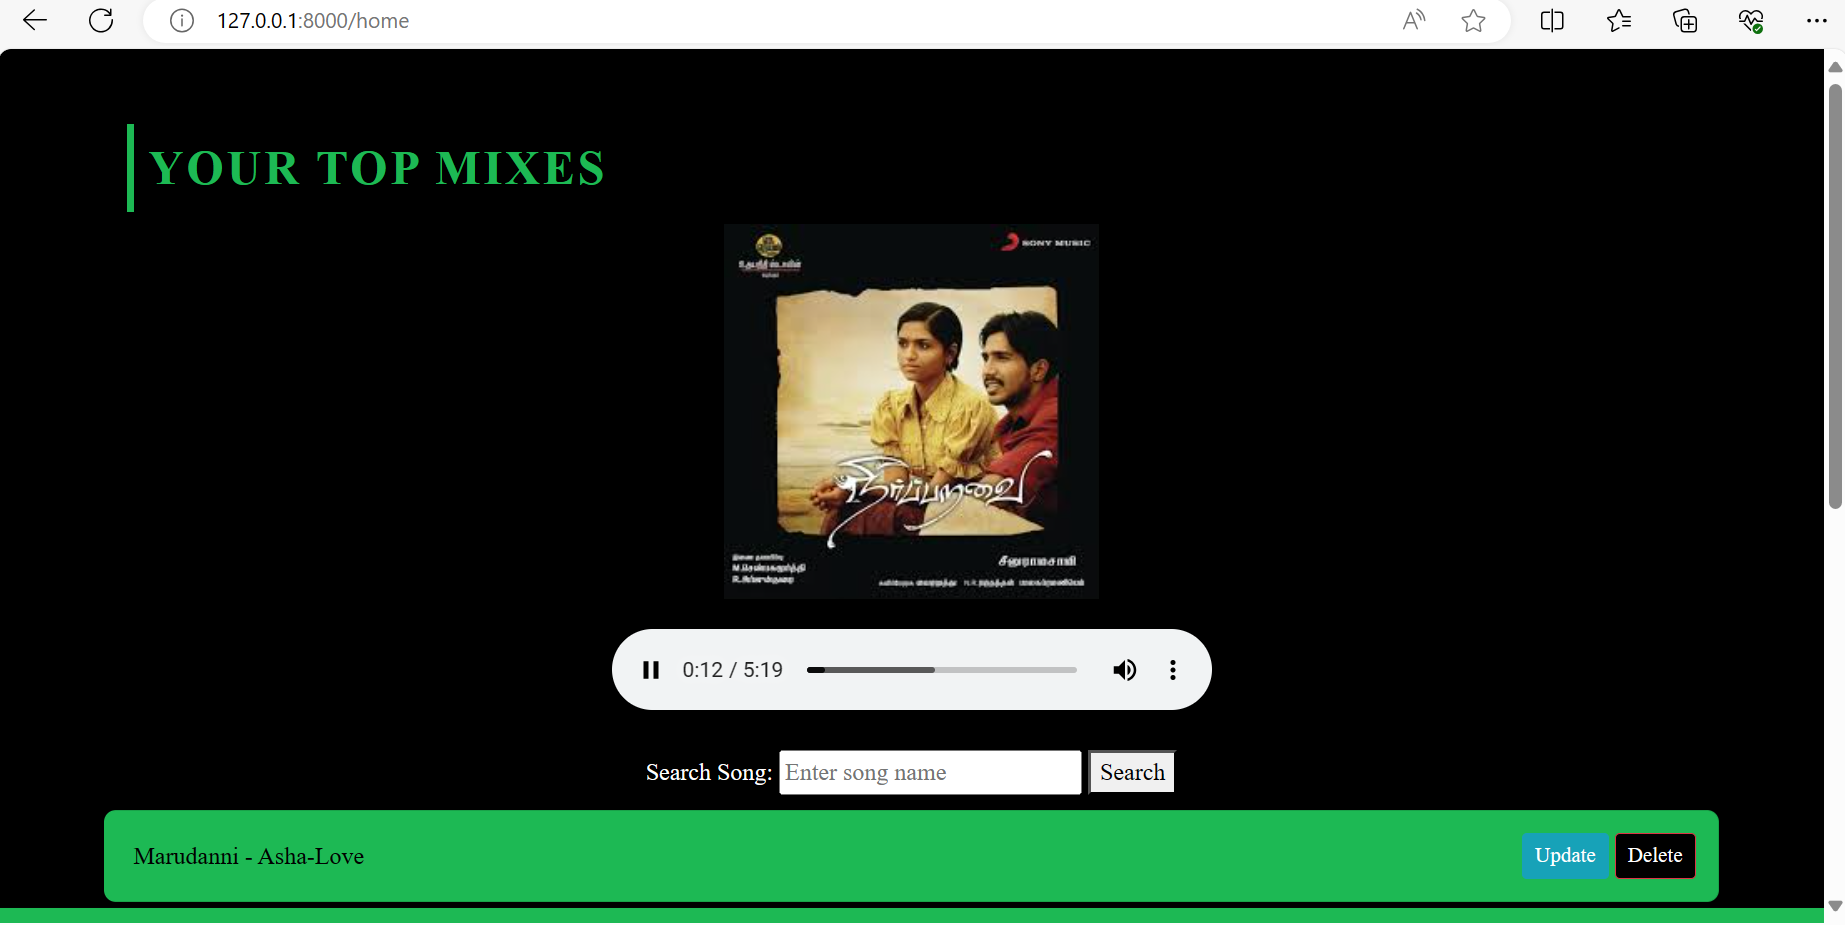 127.0.0.1:8000/home
YOUR TOP MIXES
SONY MUSIC
நீர்ப்பறவை
சீனுராமசாமி
0:12 / 5:19
Search Song: Enter song name Search
Marudanni - Asha-Love Update Delete